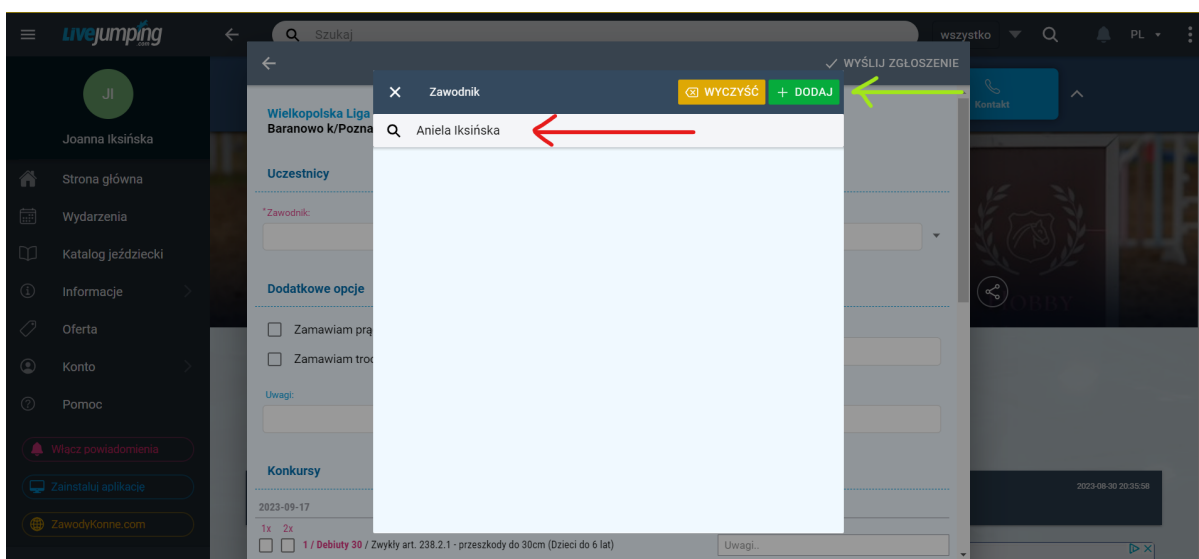 LIVEjumping
.com
Szukaj
wszystko
PL
WYŚLIJ ZGŁOSZENIE
JI
Joanna Iksińska
Strona główna
Wydarzenia
Katalog jeździecki
Informacje
Oferta
Konto
Pomoc
Włącz powiadomienia
Zainstaluj aplikację
ZawodyKonne.com
Zawodnik
WYCZYŚĆ
+ DODAJ
Aniela Iksińska
Kontakt
Wielkopolska Liga
Baranowo k/Pozna
Uczestnicy
*Zawodnik:
Dodatkowe opcje
Zamawiam prą
Zamawiam troc
Uwagi:
Konkursy
2023-09-17
1x 2x
1 / Debiuty 30 / Zwykły art. 238.2.1 - przeszkody do 30cm (Dzieci do 6 lat)
Uwagi..
HOBBY
2023-08-30 20:35:58